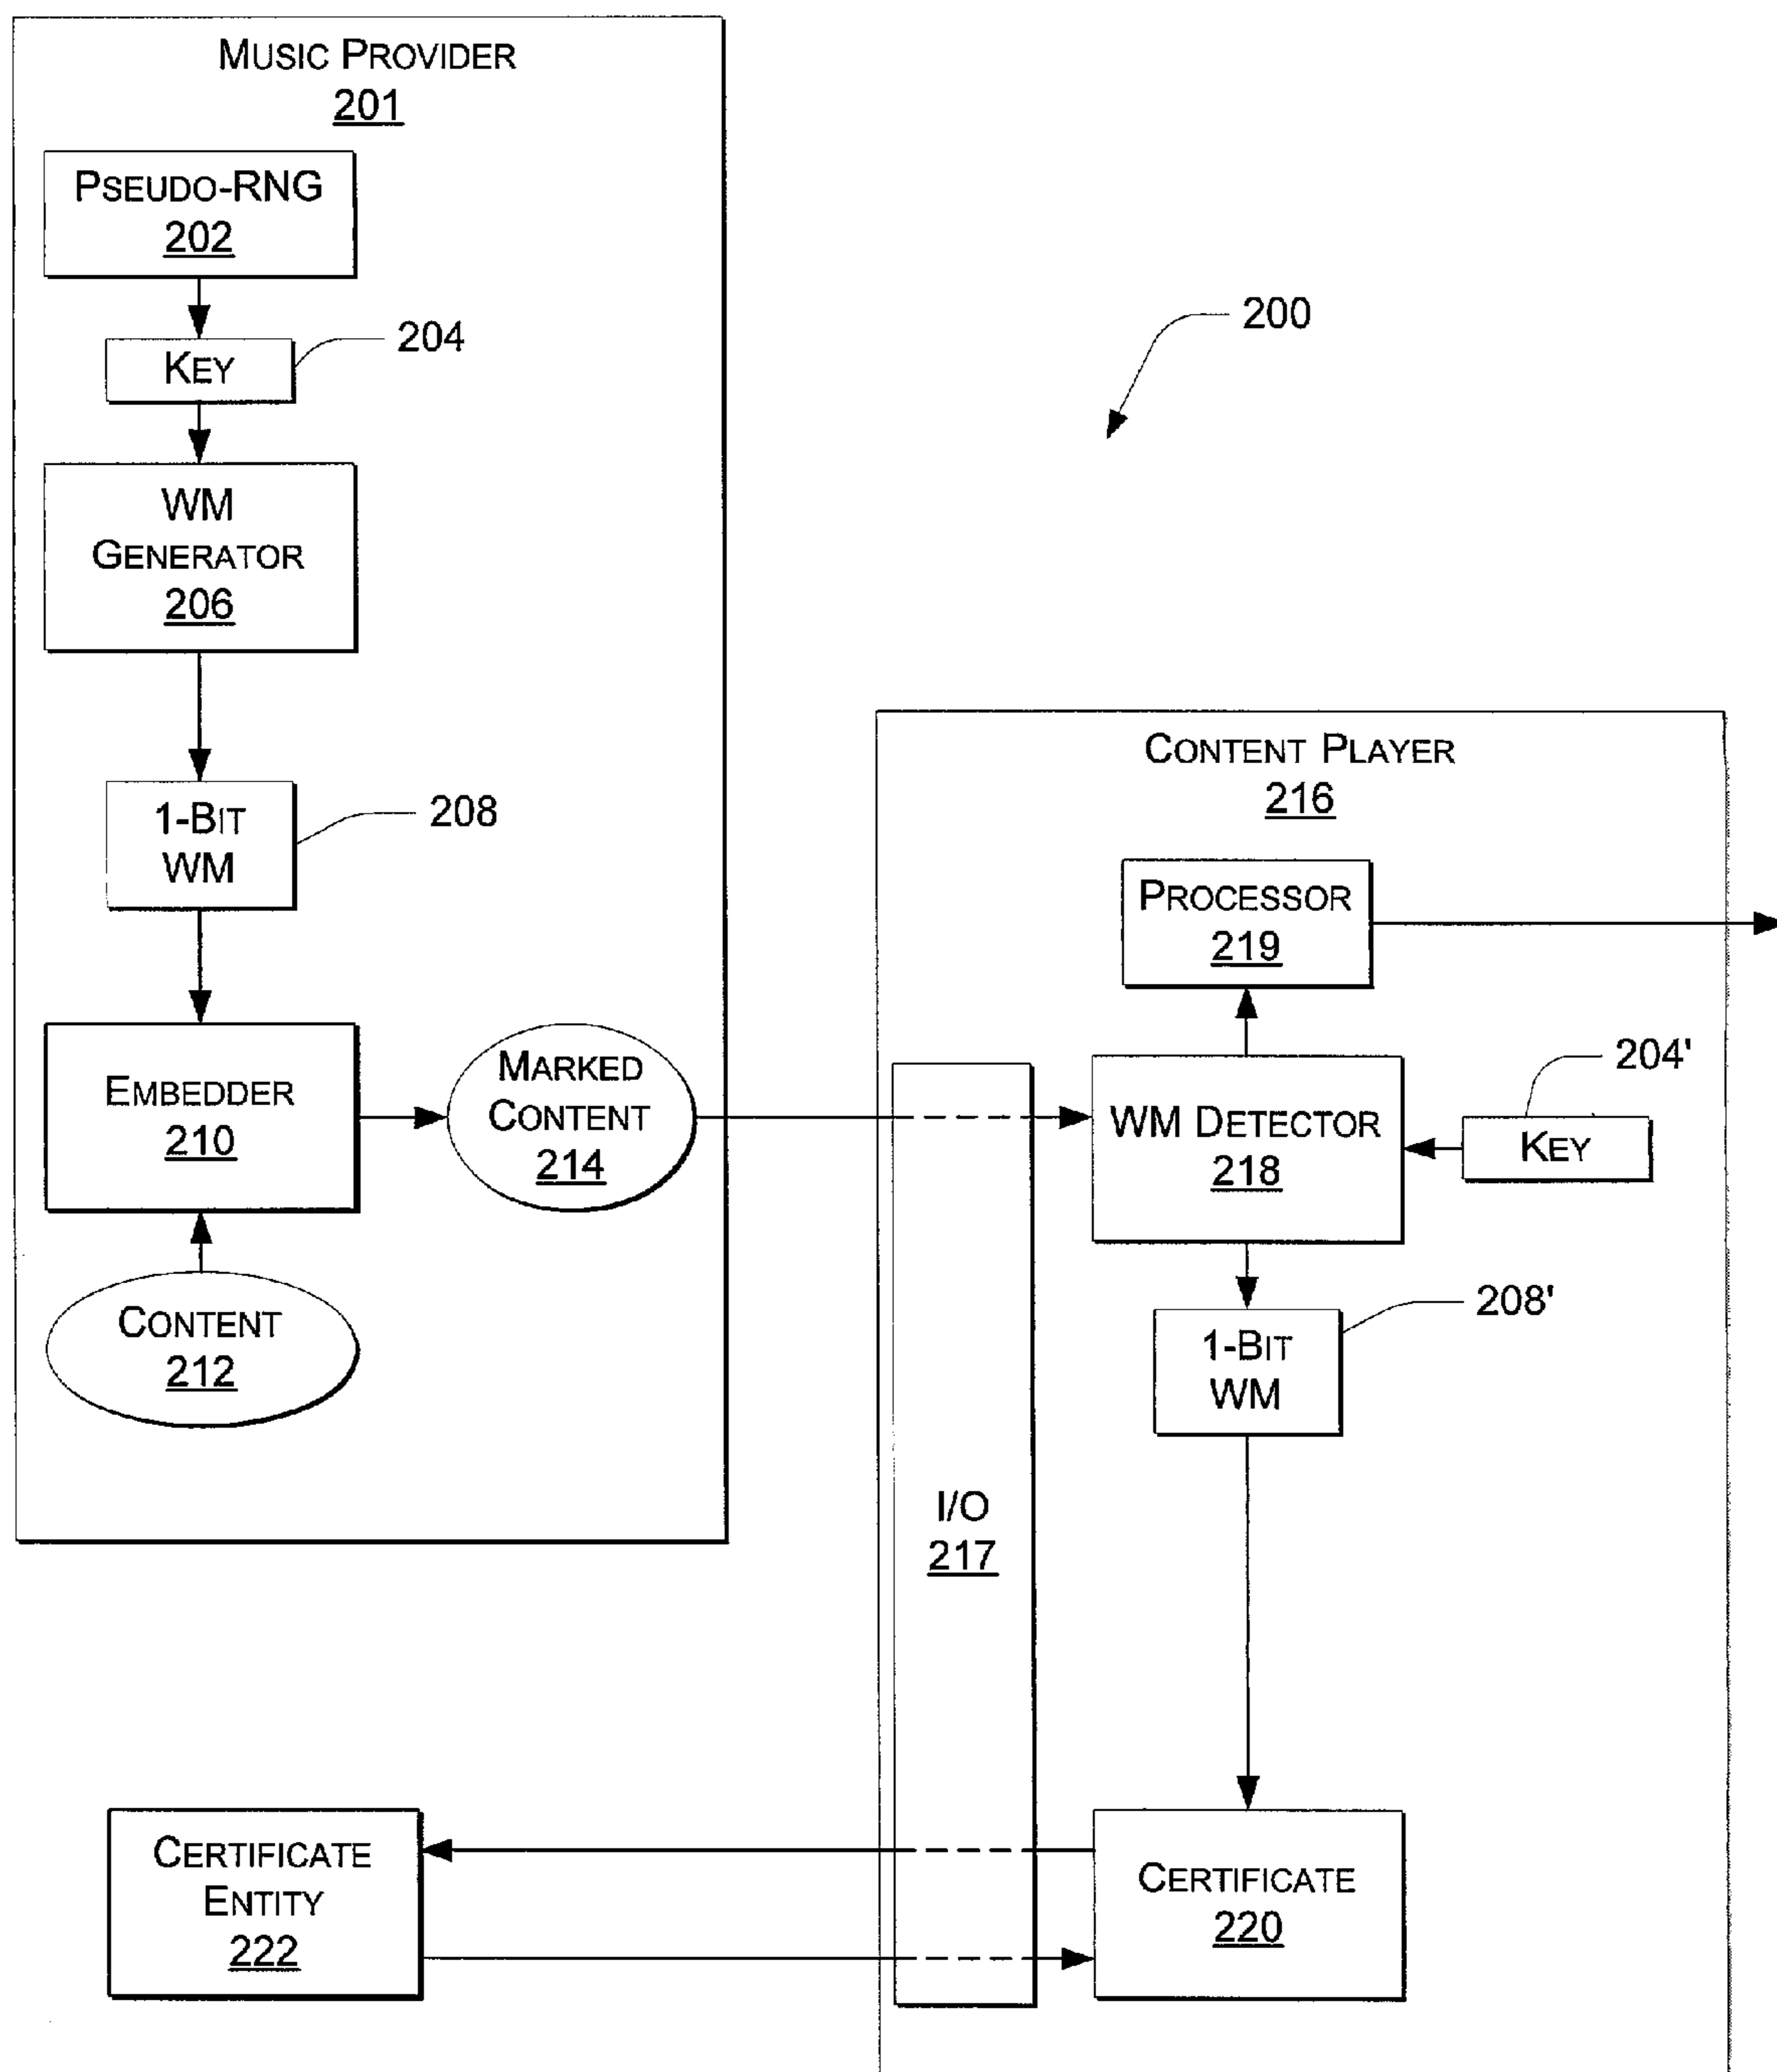 MUSIC PROVIDER
201
PSEUDO-RNG
202
KEY
204
WM
GENERATOR
206
1-BIT
WM
208
EMBEDDER
210
MARKED
CONTENT
214
CONTENT
212
200
CONTENT PLAYER
216
PROCESSOR
219
WM DETECTOR
218
204'
KEY
208'
1-BIT
WM
I/O
217
CERTIFICATE
ENTITY
222
CERTIFICATE
220